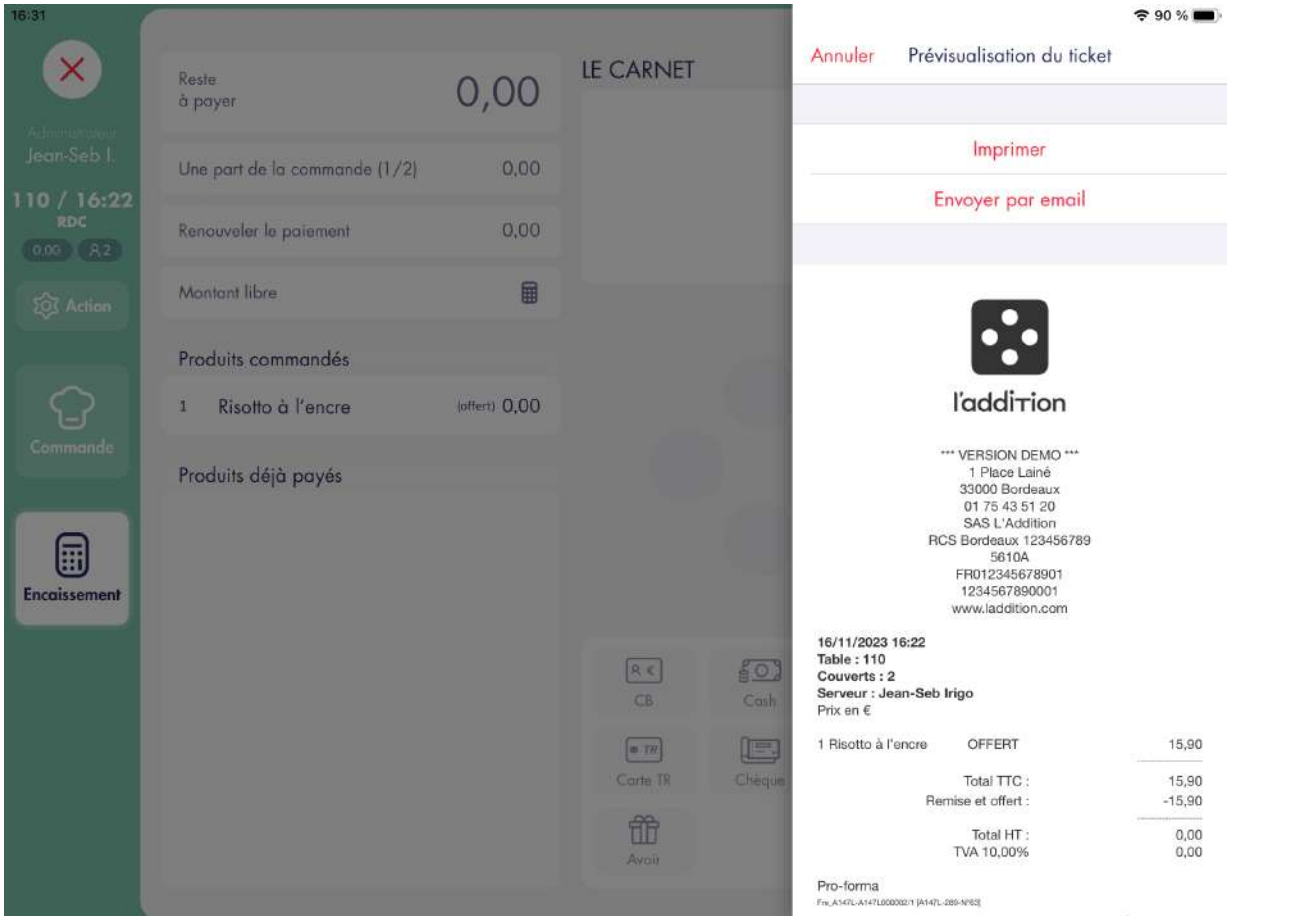 16:31
90 %
Administrateur
Jean-Seb I.
110 / 16:22
RDC
0,00
2
Action
Commande
Encaissement
Reste
à payer
0,00
Une part de la commande (1/2) 0,00
Renouveler le paiement 0,00
Montant libre
Produits commandés
1 Risotto à l'encre (offert) 0,00
Produits déjà payés
LE CARNET
CB
Cash
TR
Carte TR
Chèque
Avoir
Annuler Prévisualisation du ticket
Imprimer
Envoyer par email
l'addition
*** VERSION DEMO ***
1 Place Lainé
33000 Bordeaux
01 75 43 51 20
SAS L'Addition
RCS Bordeaux 123456789
5610A
FR012345678901
1234567890001
www.laddition.com
16/11/2023 16:22
Table : 110
Couverts : 2
Serveur : Jean-Seb Irigo
Prix en €
1 Risotto à l'encre OFFERT 15,90
Total TTC : 15,90
Remise et offert : -15,90
Total HT : 0,00
TVA 10,00% 0,00
Pro-forma